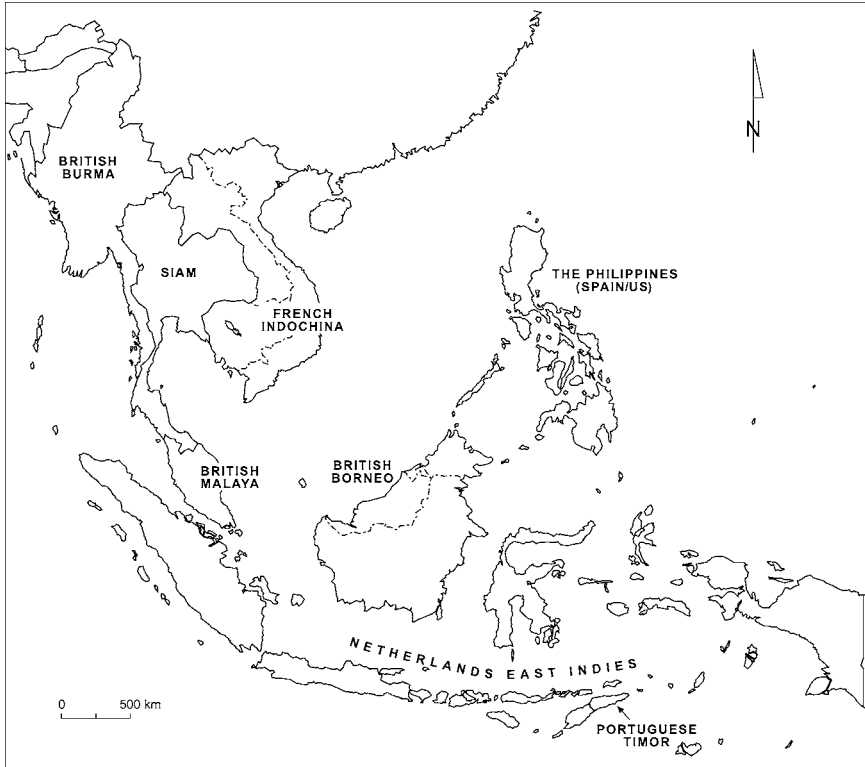 N
BRITISH
BURMA
SIAM
THE PHILIPPINES
(SPAIN/US)
FRENCH
INDOCHINA
BRITISH
MALAYA
BRITISH
BORNEO
NETHERLANDS EAST INDIES
0 500 km
PORTUGUESE
TIMOR